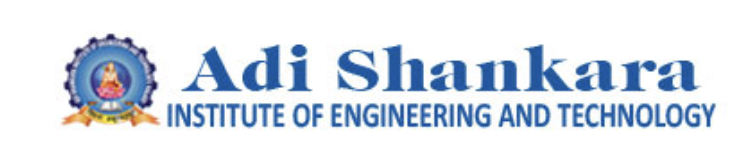 Adi Shankara
INSTITUTE OF ENGINEERING AND TECHNOLOGY